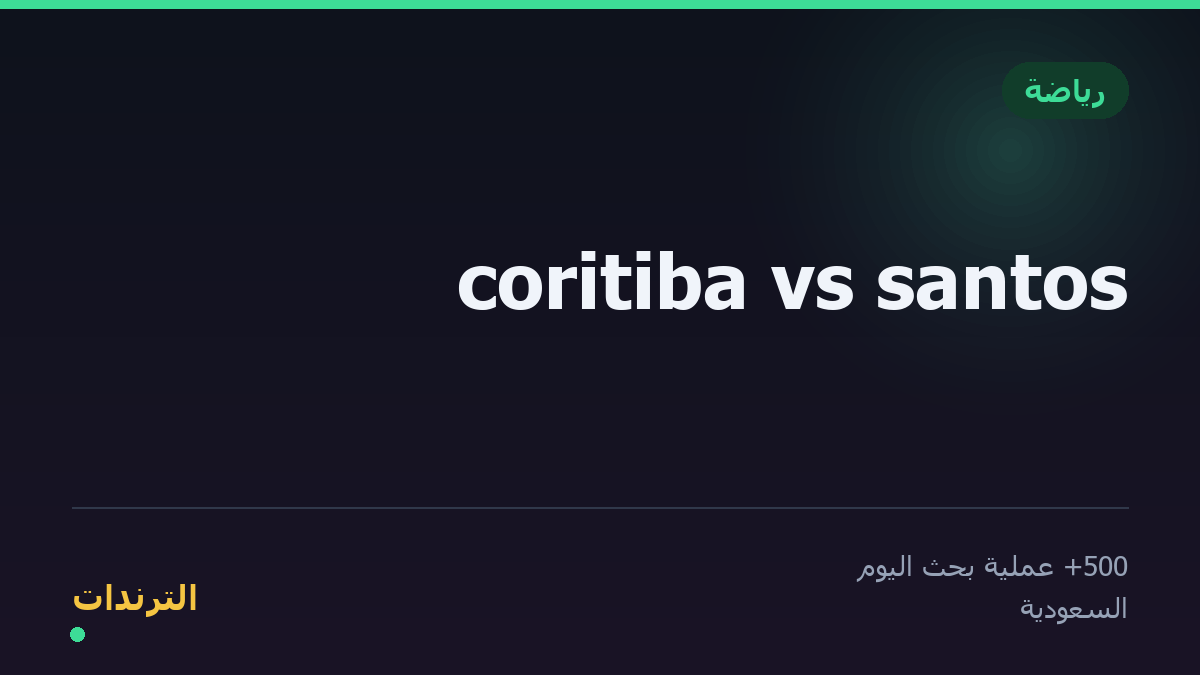 رياضة
coritiba vs santos
500+ عملية بحث اليوم
السعودية
الترندات